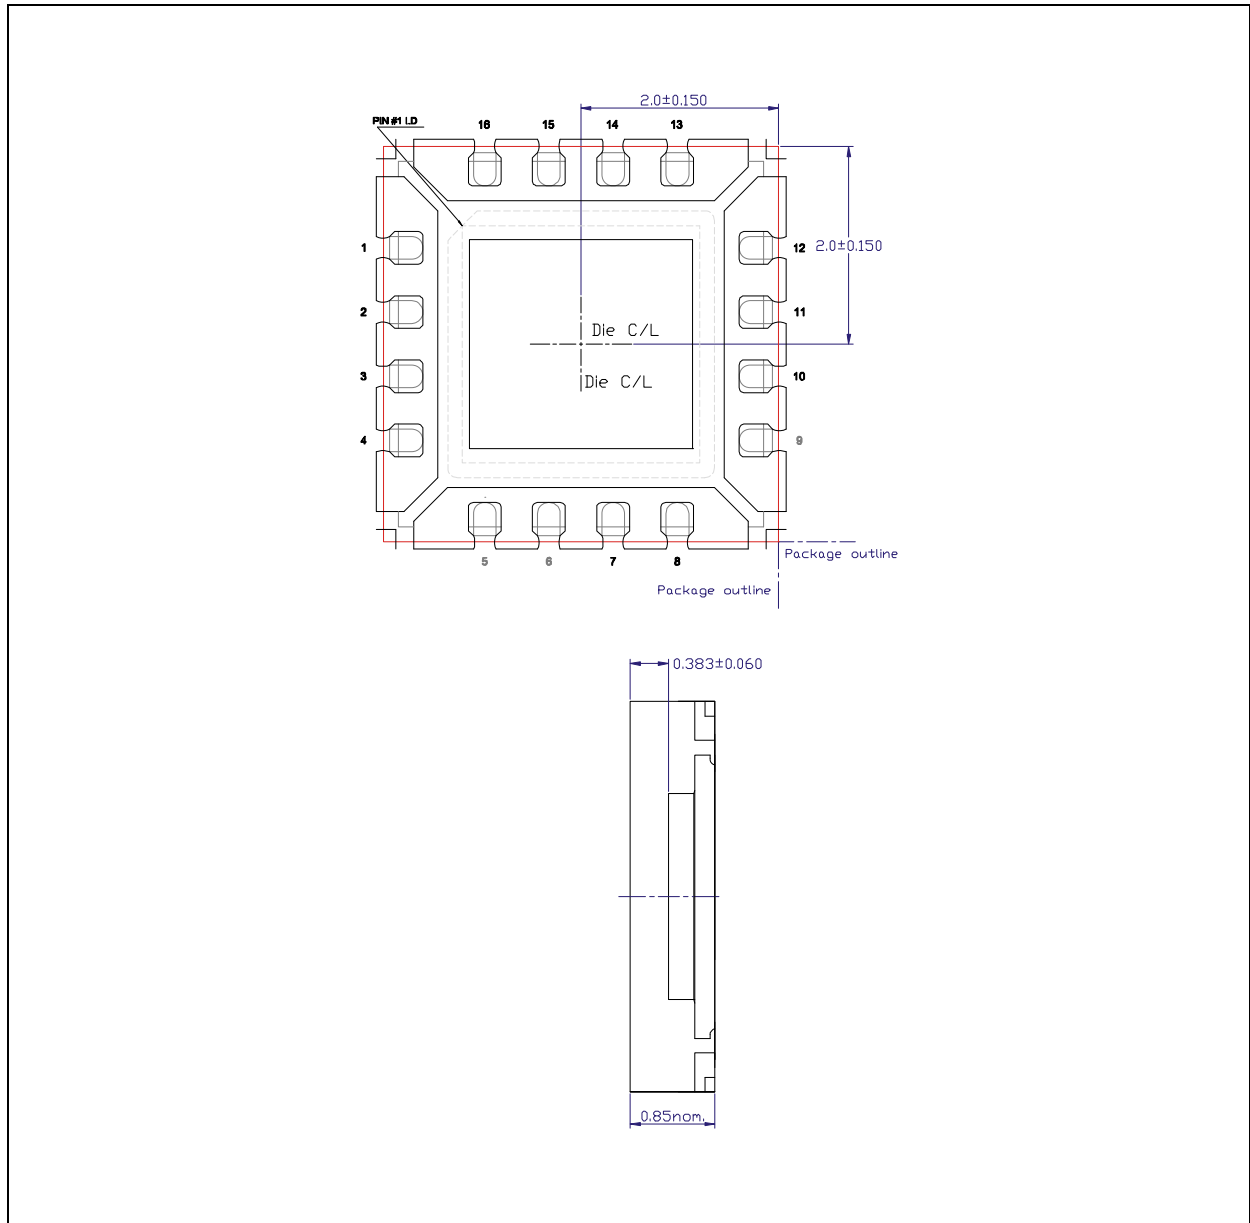 2.0±0.150
PIN #1 I.D
16 15 14 13
1 12 2.0±0.150
2 11
Die C/L
3 10
Die C/L
4 9
Package outline
5 6 7 8
Package outline
0.383±0.060
0.85nom.